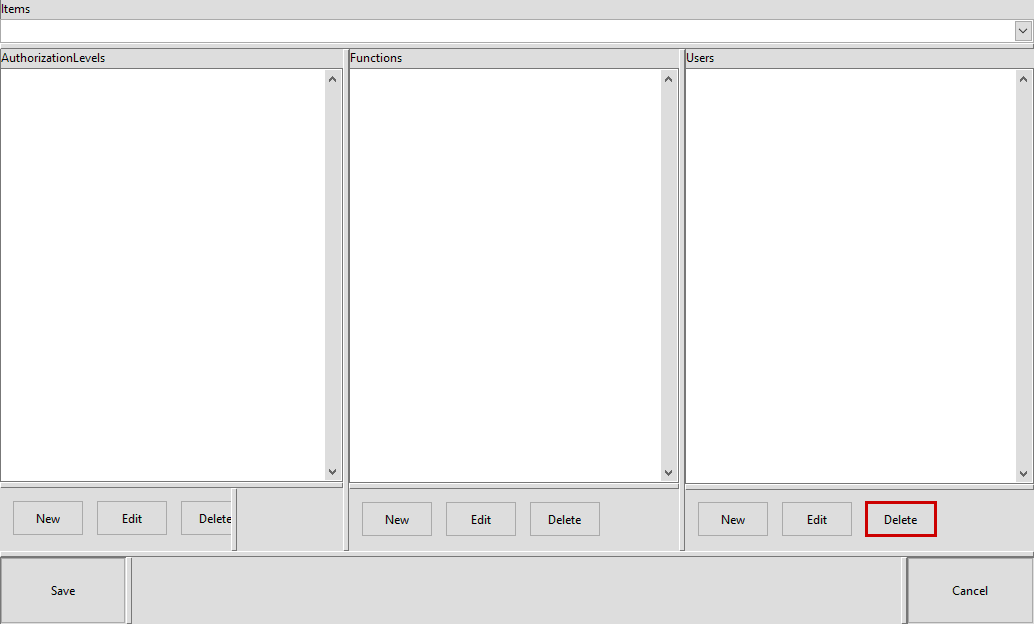 Items
AuthorizationLevels
Functions
Users
New Edit Delete
New Edit Delete
New Edit Delete
Save
Cancel